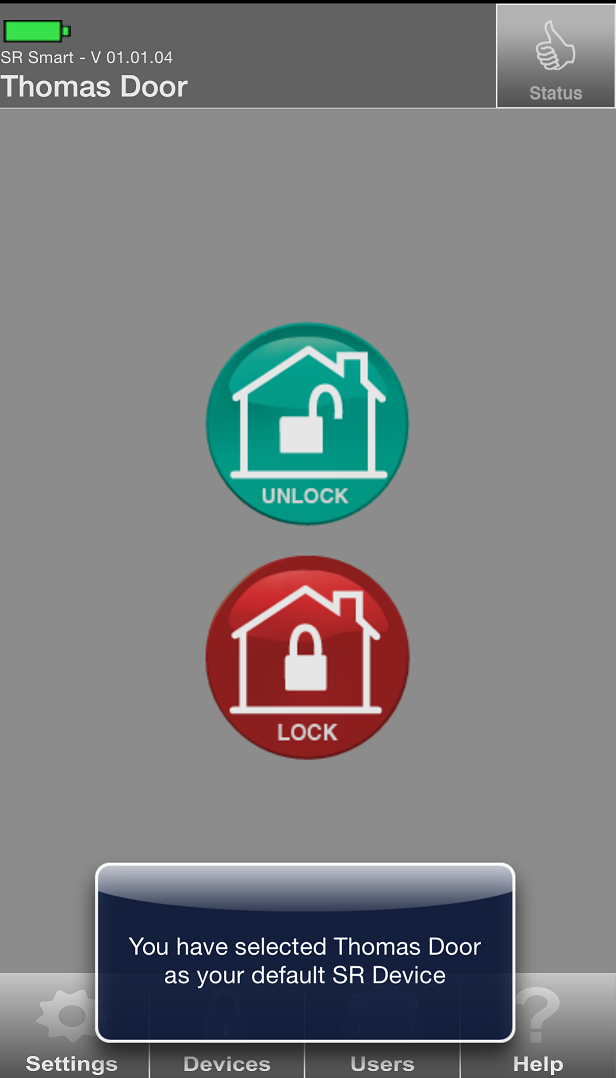 SR Smart - V 01.01.04
Thomas Door
Status
UNLOCK
LOCK
You have selected Thomas Door
as your default SR Device
Settings
Devices
Users
Help